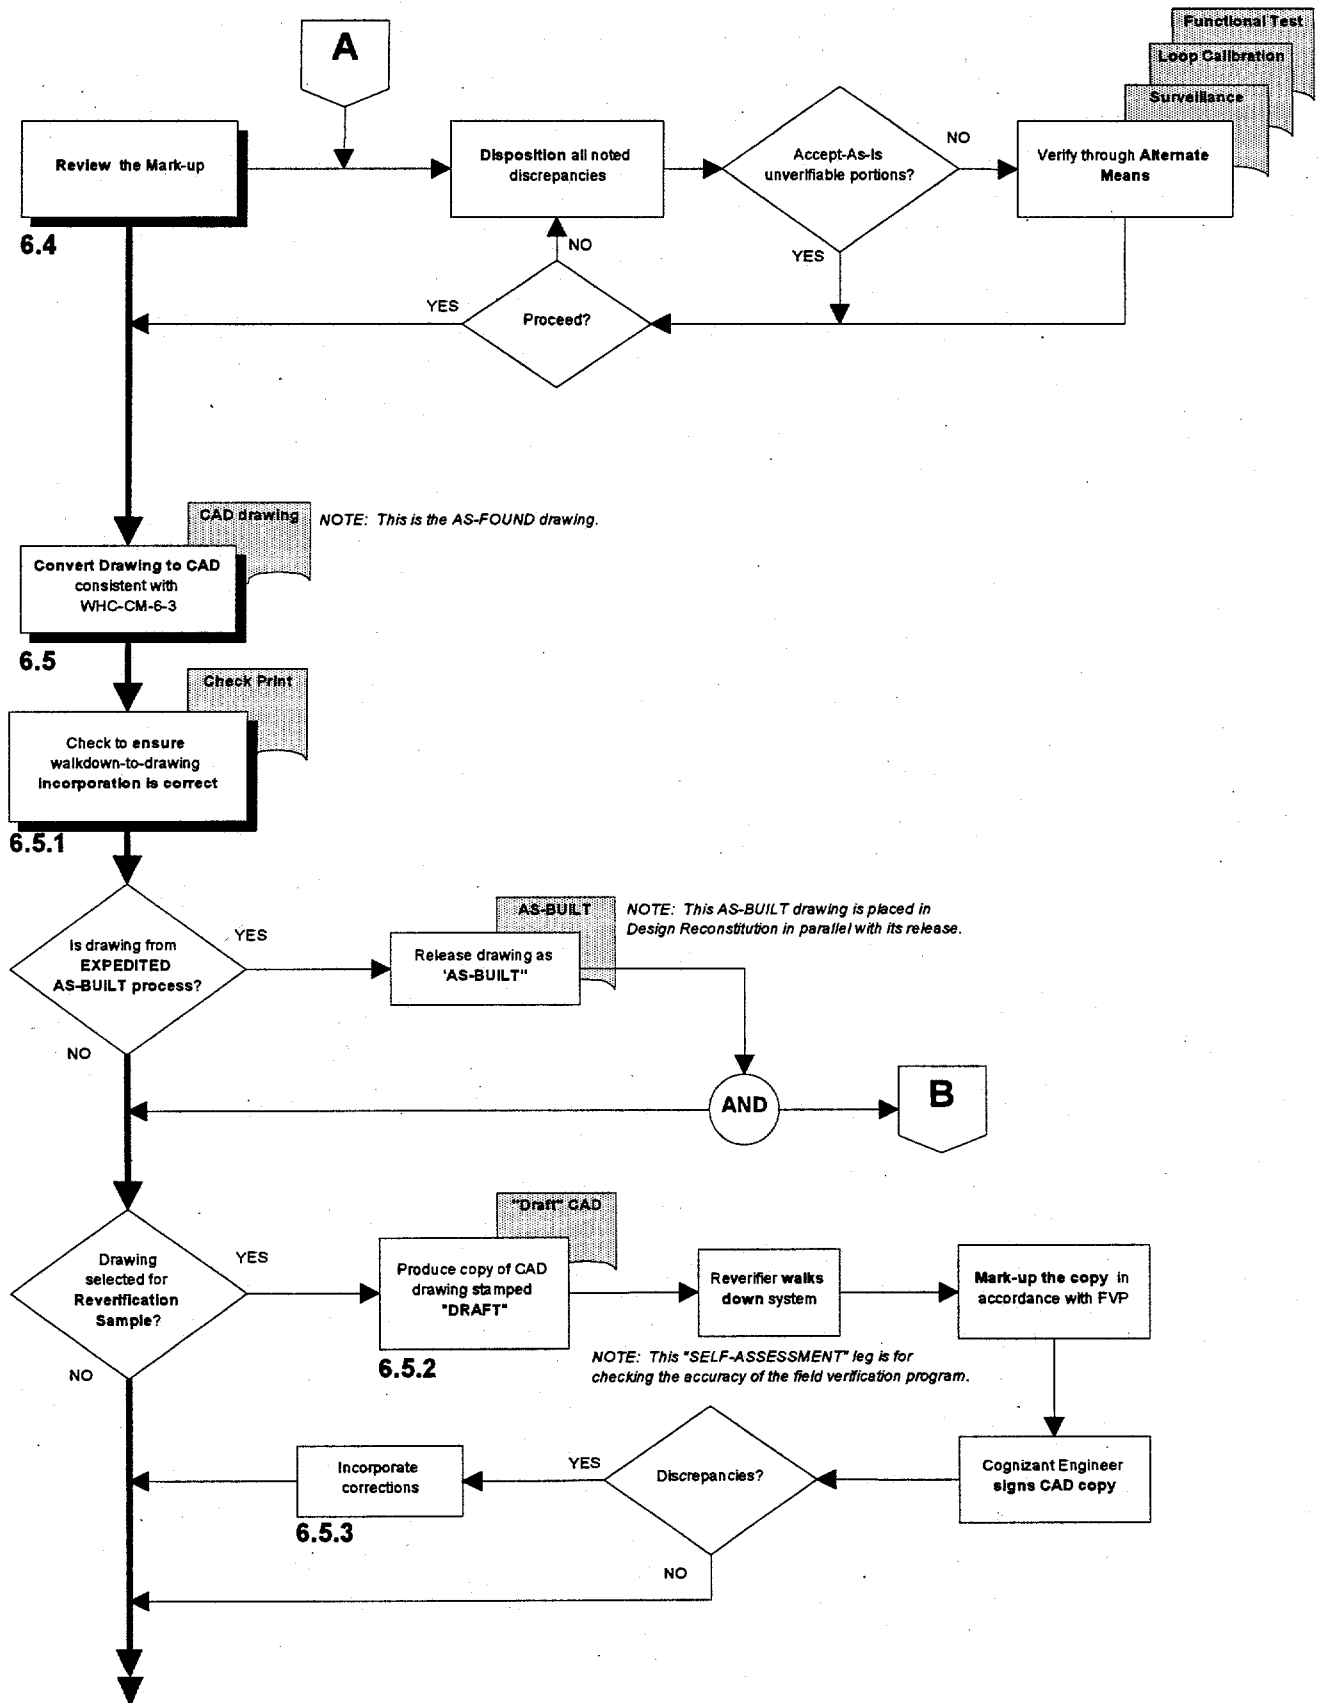 A
Functional Test
Loop Calibration
Surveillance
Review the Mark-up
6.4
Disposition all noted
discrepancies
Accept-As-Is
unverifiable portions?
NO
YES
Verify through Alternate
Means
NO
YES
Proceed?
CAD drawing
NOTE: This is the AS-FOUND drawing.
Convert Drawing to CAD
consistent with
WHC-CM-6-3
6.5
Check Print
Check to ensure
walkdown-to-drawing
incorporation is correct
6.5.1
Is drawing from
EXPEDITED
AS-BUILT process?
YES
NO
AS-BUILT
NOTE: This AS-BUILT drawing is placed in
Design Reconstitution in parallel with its release.
Release drawing as
'AS-BUILT"
AND
B
Drawing
selected for
Reverification
Sample?
YES
NO
"Draft" CAD
Produce copy of CAD
drawing stamped
"DRAFT"
6.5.2
Reverifier walks
down system
Mark-up the copy in
accordance with FVP
NOTE: This "SELF-ASSESSMENT" leg is for
checking the accuracy of the field verification program.
Cognizant Engineer
signs CAD copy
Discrepancies?
YES
NO
Incorporate
corrections
6.5.3